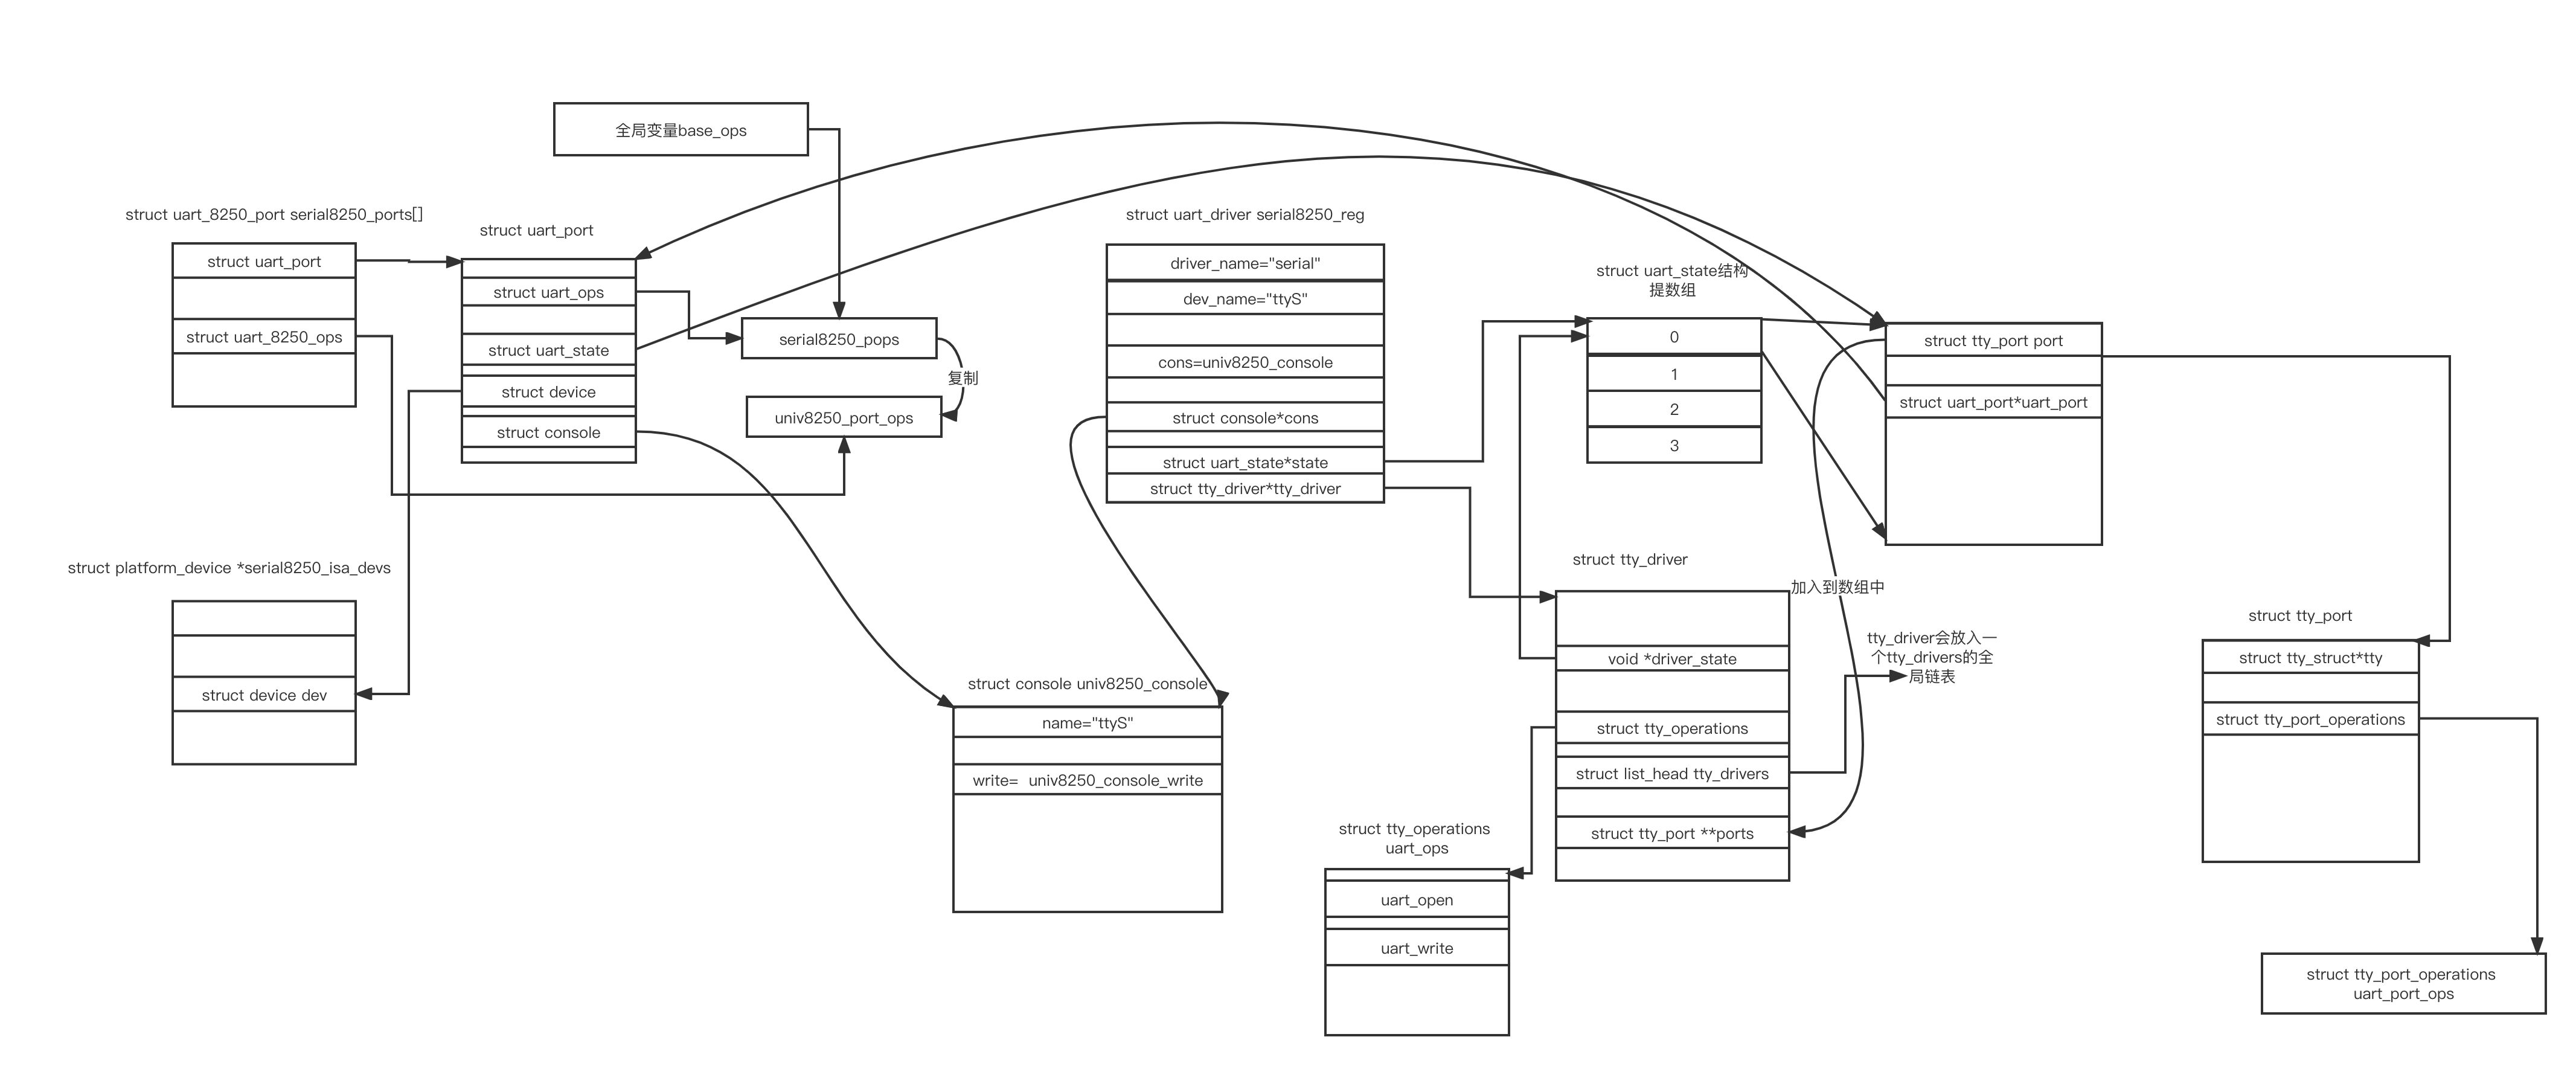 全局变量base_ops
struct uart_8250_port serial8250_ports[]
struct uart_port
struct uart_8250_ops
struct uart_port
struct uart_ops
struct uart_state
struct device
struct console
serial8250_pops
复制
univ8250_port_ops
struct platform_device *serial8250_isa_devs
struct device dev
struct uart_driver serial8250_reg
driver_name="serial"
dev_name="ttyS"
cons=univ8250_console
struct console*cons
struct uart_state*state
struct tty_driver*tty_driver
struct console univ8250_console
name="ttyS"
write=  univ8250_console_write
struct uart_state结构
提数组
0
1
2
3
struct tty_port port
struct uart_port*uart_port
struct tty_driver
加入到数组中
void *driver_state
struct tty_operations
struct list_head tty_drivers
struct tty_port **ports
tty_driver会放入一
个tty_drivers的全
局链表
struct tty_operations
uart_ops
uart_open
uart_write
struct tty_port
struct tty_struct*tty
struct tty_port_operations
struct tty_port_operations
uart_port_ops